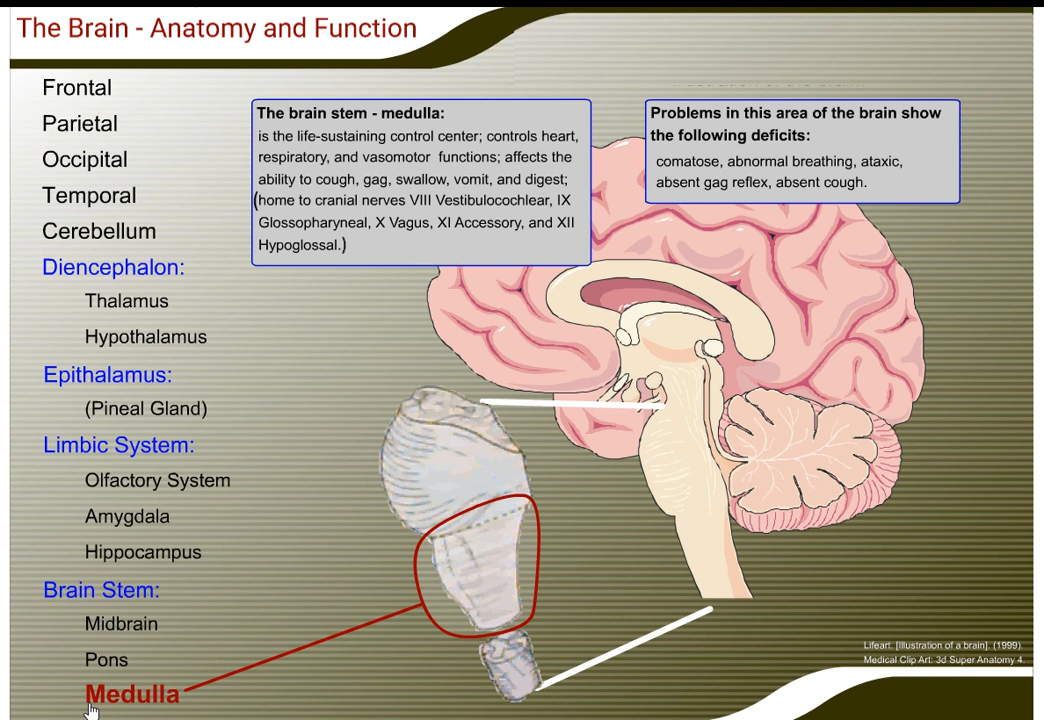 The Brain - Anatomy and Function
Frontal
Parietal
Occipital
Temporal
Cerebellum
Diencephalon:
Thalamus
Hypothalamus
Epithalamus:
(Pineal Gland)
Limbic System:
Olfactory System
Amygdala
Hippocampus
Brain Stem:
Midbrain
Pons
Medulla
The brain stem - medulla:
is the life-sustaining control center; controls heart,
respiratory, and vasomotor functions; affects the
ability to cough, gag, swallow, vomit, and digest;
(home to cranial nerves VIII Vestibulocochlear, IX
Glossopharyneal, X Vagus, XI Accessory, and XII
Hypoglossal.)
Problems in this area of the brain show
the following deficits:
comatose, abnormal breathing, ataxic,
absent gag reflex, absent cough.
Lifeart. [Illustration of a brain]. (1999).
Medical Clip Art: 3d Super Anatomy 4.